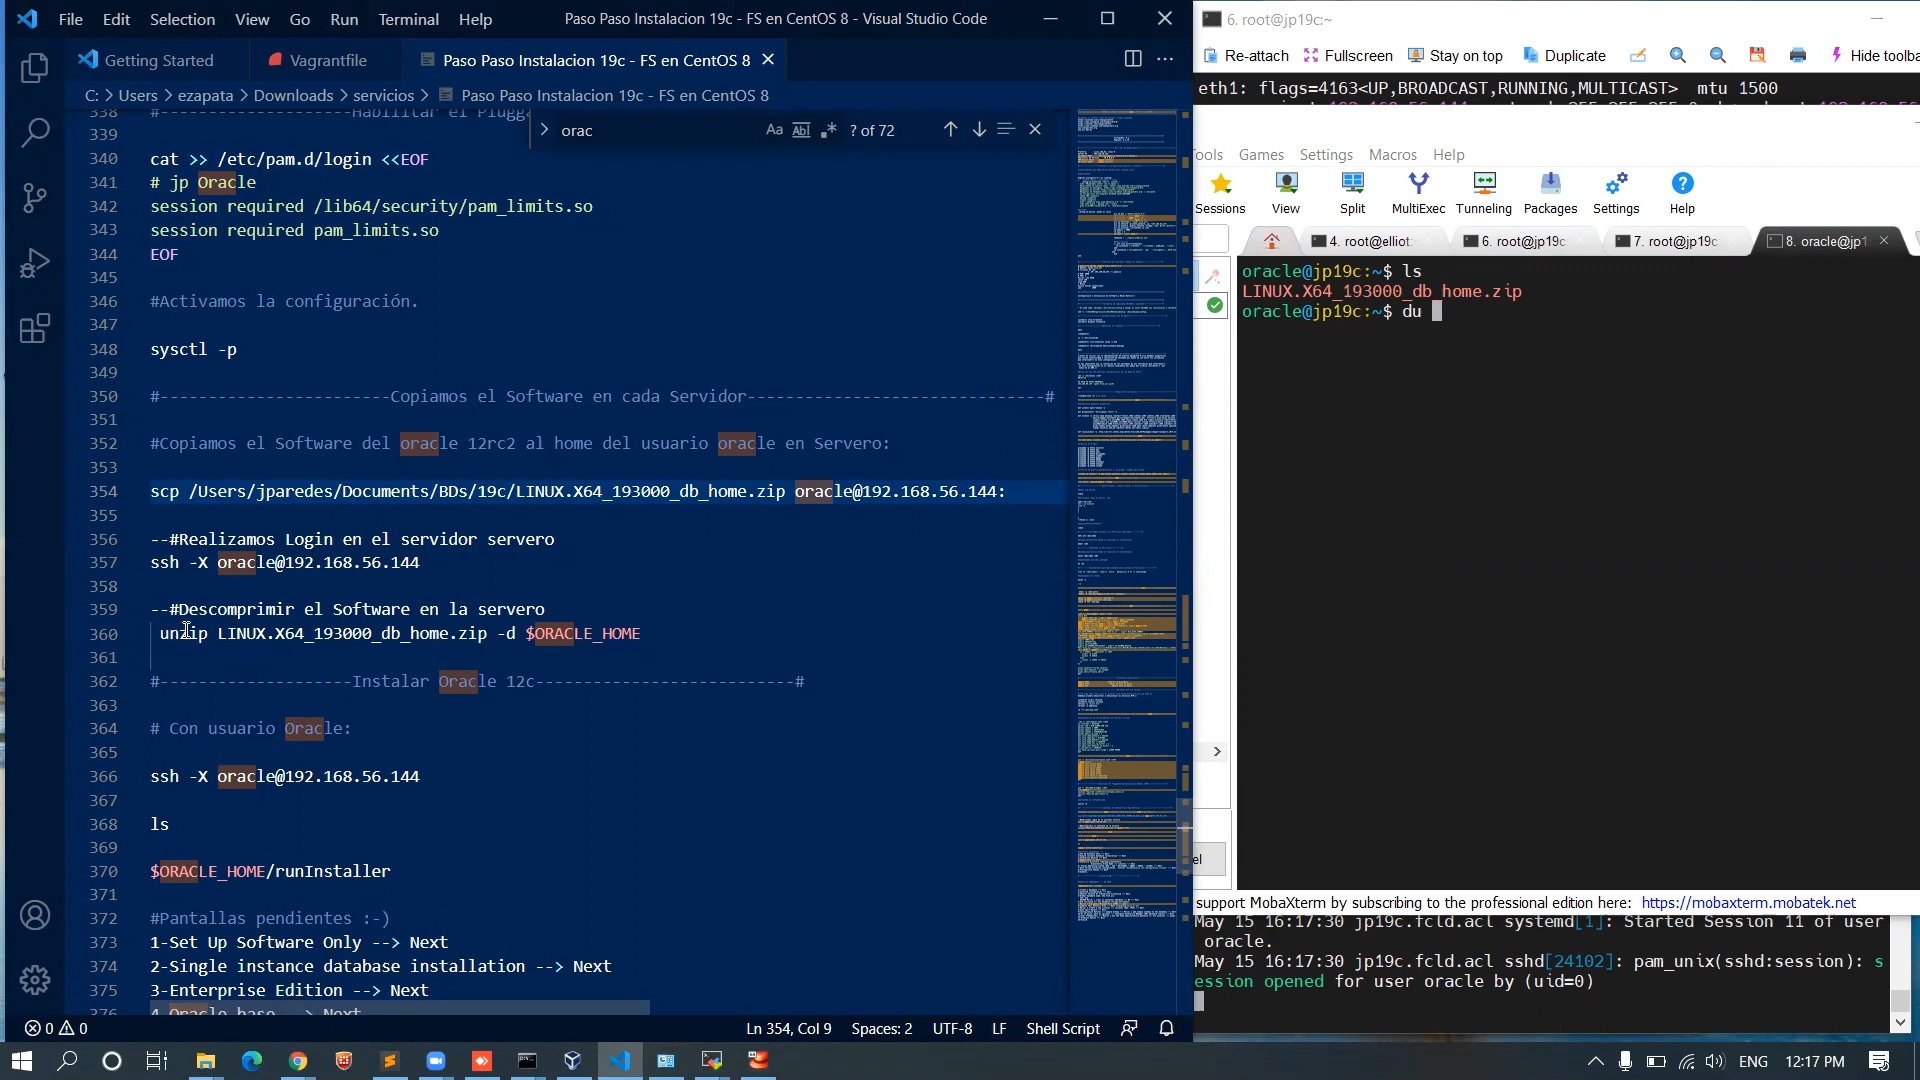 File Edit Selection View Go Run Terminal Help
Paso Paso Instalacion 19c - FS en CentOS 8 - Visual Studio Code
Getting Started
Vagrantfile
Paso Paso Instalacion 19c - FS en CentOS 8
C: > Users > ezapata > Downloads > servicios > Paso Paso Instalacion 19c - FS en CentOS 8
orac
Aa Abl ? of 72
338 #--------------------Habilitar el Plugga
339
340 cat >> /etc/pam.d/login <<EOF
341 # jp Oracle
342 session required /lib64/security/pam_limits.so
343 session required pam_limits.so
344 EOF
345
346 #Activamos la configuración.
347
348 sysctl -p
349
350 #------------------------Copiamos el Software en cada Servidor-------------------------------#
351
352 #Copiamos el Software del oracle 12rc2 al home del usuario oracle en Servero:
353
354 scp /Users/jparedes/Documents/BDs/19c/LINUX.X64_193000_db_home.zip oracle@192.168.56.144:
355
356 --#Realizamos Login en el servidor servero
357 ssh -X oracle@192.168.56.144
358
359 --#Descomprimir el Software en la servero
360 unzip LINUX.X64_193000_db_home.zip -d $ORACLE_HOME
361
362 #--------------------Instalar Oracle 12c---------------------------#
363
364 # Con usuario Oracle:
365
366 ssh -X oracle@192.168.56.144
367
368 ls
369
370 $ORACLE_HOME/runInstaller
371
372 #Pantallas pendientes :-)
373 1-Set Up Software Only --> Next
374 2-Single instance database installation --> Next
375 3-Enterprise Edition --> Next
376 4-Oracle base --> Next
0 0
Ln 354, Col 9 Spaces: 2 UTF-8 LF Shell Script
6. root@jp19c:~
Re-attach Fullscreen Stay on top Duplicate Hide toolba
eth1: flags=4163<UP,BROADCAST,RUNNING,MULTICAST> mtu 1500
ools Games Settings Macros Help
Sessions View Split MultiExec Tunneling Packages Settings Help
4. root@elliot:
6. root@jp19c:
7. root@jp19c:
8. oracle@jp1
oracle@jp19c:~$ ls
LINUX.X64_193000_db_home.zip
oracle@jp19c:~$ du
el
support MobaXterm by subscribing to the professional edition here: https://mobaxterm.mobatek.net
May 15 16:17:30 jp19c.fcld.acl systemd[1]: Started Session 11 of user
oracle.
May 15 16:17:30 jp19c.fcld.acl sshd[24102]: pam_unix(sshd:session): s
ession opened for user oracle by (uid=0)
ENG 12:17 PM